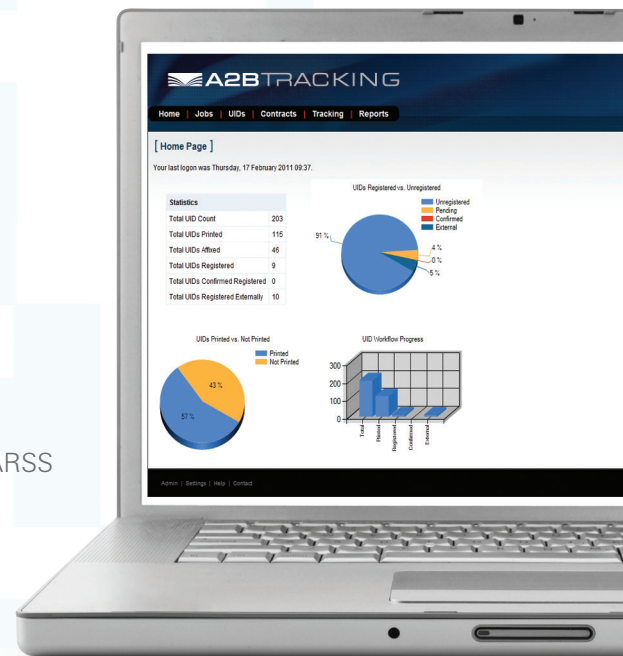 A2BTRACKING
Home | Jobs | UIDs | Contracts | Tracking | Reports
[ Home Page ]
Your last logon was Thursday, 17 February 2011 09:37.
Statistics
Total UID Count 203
Total UIDs Printed 115
Total UIDs Affixed 46
Total UIDs Registered 9
Total UIDs Confirmed Registered 0
Total UIDs Registered Externally 10
UIDs Registered vs. Unregistered
Unregistered
Pending
Confirmed
External
91 %
4 %
0 %
5 %
UIDs Printed vs. Not Printed
Printed
Not Printed
43 %
57 %
UID Workflow Progress
300
200
100
0
Total
Printed
Registered
Confirmed
External
ARSS
Admin | Settings | Help | Contact